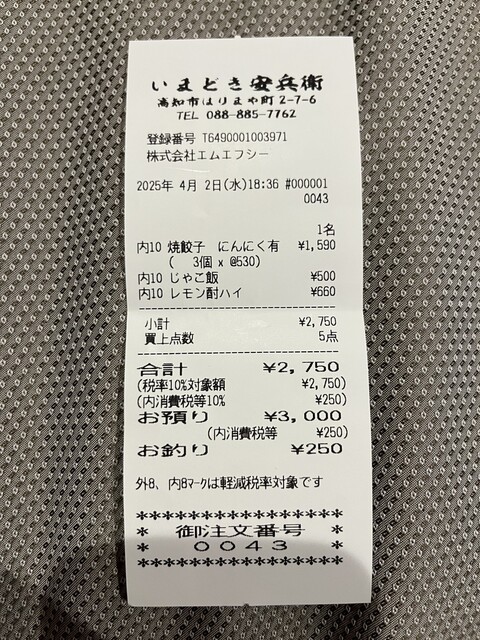 いまどき安兵衛
高知市はりまや町2-7-6
TEL 088-885-7762
登録番号 T6490001003971
株式会社エムエフシー
2025年 4月 2日(水)18:36 #000001
0043
1名
内10 焼餃子 にんにく有 ¥1,590
( 3個 x @530)
内10 じゃこ飯 ¥500
内10 レモン酎ハイ ¥660
小計 ¥2,750
買上点数 5点
合計 ¥2,750
(税率10%対象額 ¥2,750)
(内消費税等10% ¥250)
お預り ¥3,000
(内消費税等 ¥250)
お釣り ¥250
外8、内8マークは軽減税率対象です
****************
* 御注文番号 *
* 0043 *
****************